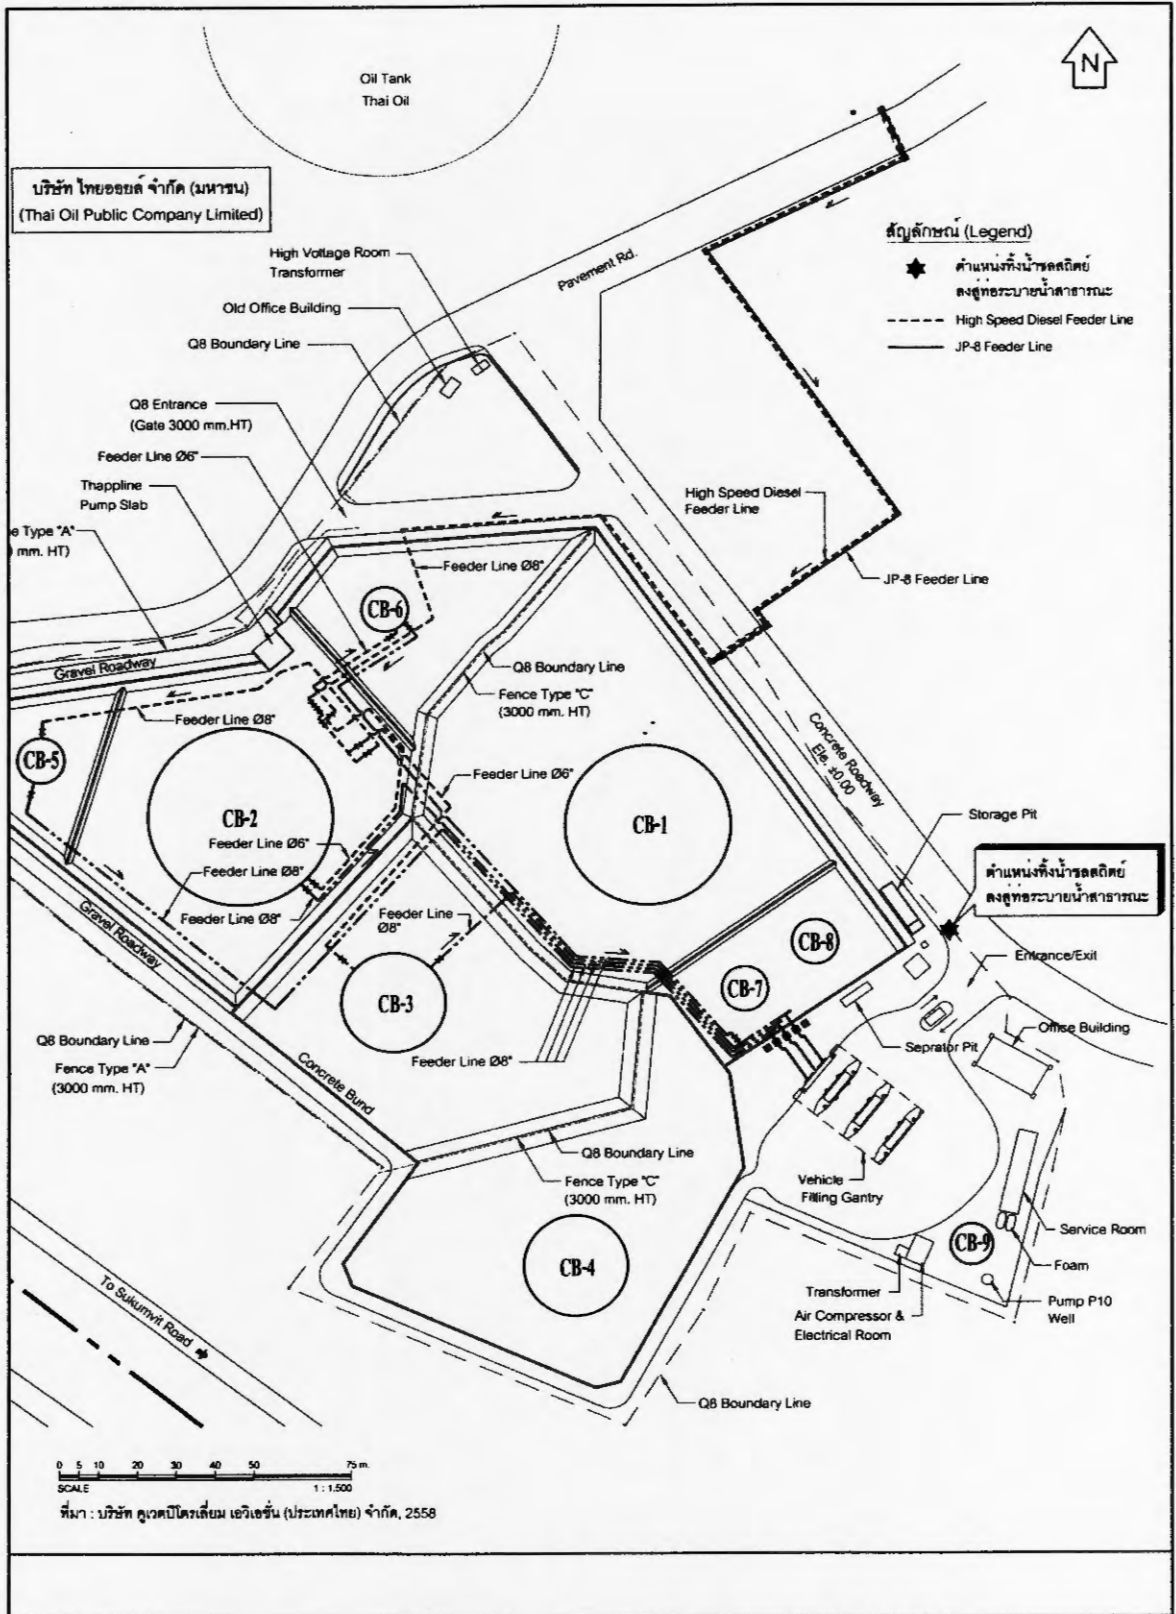 Oil Tank
Thai Oil
N
บริษัท ไทยออยล์ จำกัด (มหาชน)
(Thai Oil Public Company Limited)
สัญลักษณ์ (Legend)
ตำแหน่งทิ้งน้ำ
ลงสู่ท่อระบายน้ำสาธารณะ
High Speed Diesel Feeder Line
JP-8 Feeder Line
Pavement Rd.
High Voltage Room
Transformer
Old Office Building
Q8 Boundary Line
Q8 Entrance
(Gate 3000 mm.HT)
Feeder Line Ø6"
Thappline
Pump Slab
e Type "A"
mm. HT)
High Speed Diesel
Feeder Line
JP-8 Feeder Line
Feeder Line Ø8"
CB-6
Q8 Boundary Line
Fence Type "C"
(3000 mm. HT)
Gravel Roadway
Feeder Line Ø8"
CB-5
CB-2
Feeder Line Ø6"
CB-1
Concrete Roadway
Ele. ±0.00
Storage Pit
ตำแหน่งทิ้งน้ำ
ลงสู่ท่อระบายน้ำสาธารณะ
Feeder Line Ø6"
Feeder Line Ø8"
Feeder Line Ø8"
Feeder Line
Ø8"
Gravel Roadway
CB-8
CB-7
CB-3
Entrance/Exit
Office Building
Seprator Pit
Q8 Boundary Line
Fence Type "A"
(3000 mm. HT)
Concrete Bund
Feeder Line Ø8"
Q8 Boundary Line
Fence Type "C"
(3000 mm. HT)
Vehicle
Filling Gantry
CB-4
CB-9
Service Room
Foam
Pump P10
Well
Transformer
Air Compressor &
Electrical Room
To Sukumvit Road
Q8 Boundary Line
0 5 10 20 30 40 50 75 m.
SCALE 1 : 1,500
ที่มา : บริษัท คูเวตปิโตรเลี่ยม เอวิเอชั่น (ประเทศไทย) จำกัด, 2558